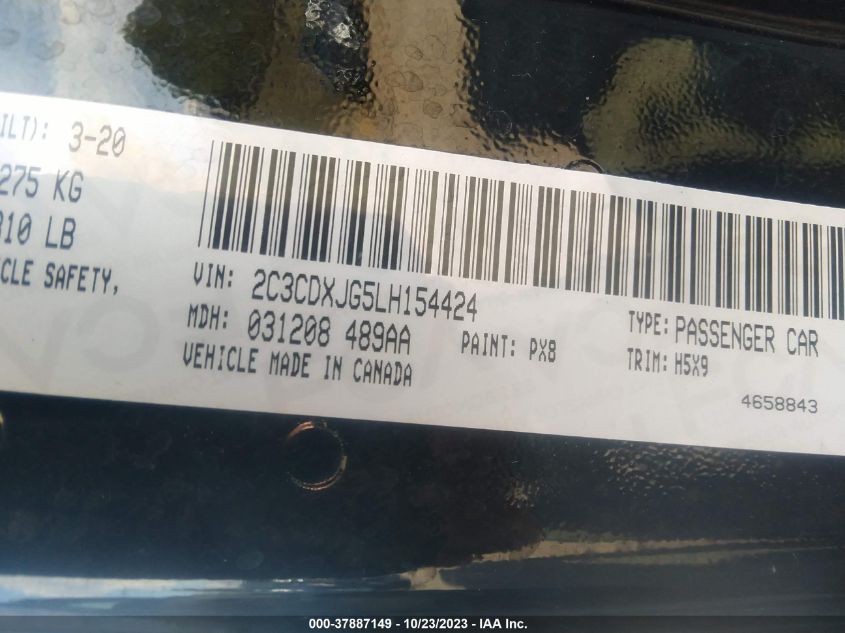 ILT): 3-20
275 KG
310 LB
ICLE SAFETY,
VIN: 2C3CDXJG5LH154424
MDH: 031208 489AA
PAINT: PX8
TYPE: PASSENGER CAR
TRIM: H5X9
VEHICLE MADE IN CANADA
4658843
000-37887149 • 10/23/2023 - IAA Inc.